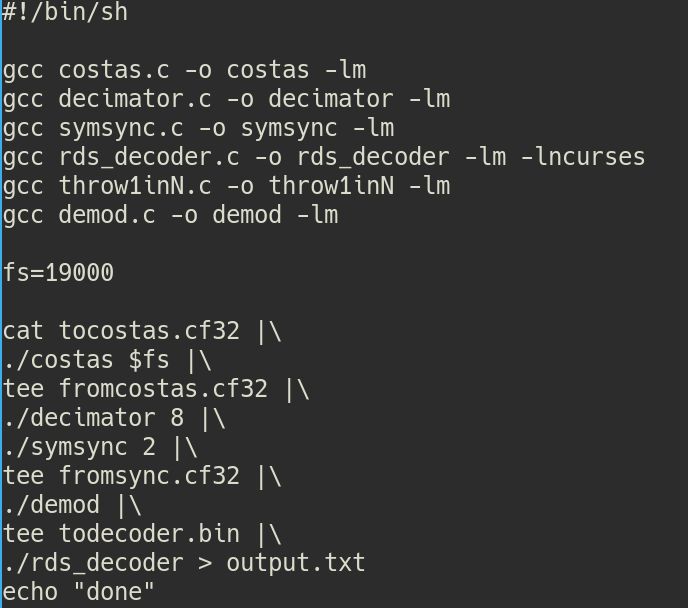 #!/bin/sh

gcc costas.c -o costas -lm
gcc decimator.c -o decimator -lm
gcc symsync.c -o symsync -lm
gcc rds_decoder.c -o rds_decoder -lm -lncurses
gcc throw1inN.c -o throw1inN -lm
gcc demod.c -o demod -lm

fs=19000

cat tocostas.cf32 |\
./costas $fs |\
tee fromcostas.cf32 |\
./decimator 8 |\
./symsync 2 |\
tee fromsync.cf32 |\
./demod |\
tee todecoder.bin |\
./rds_decoder > output.txt
echo "done"